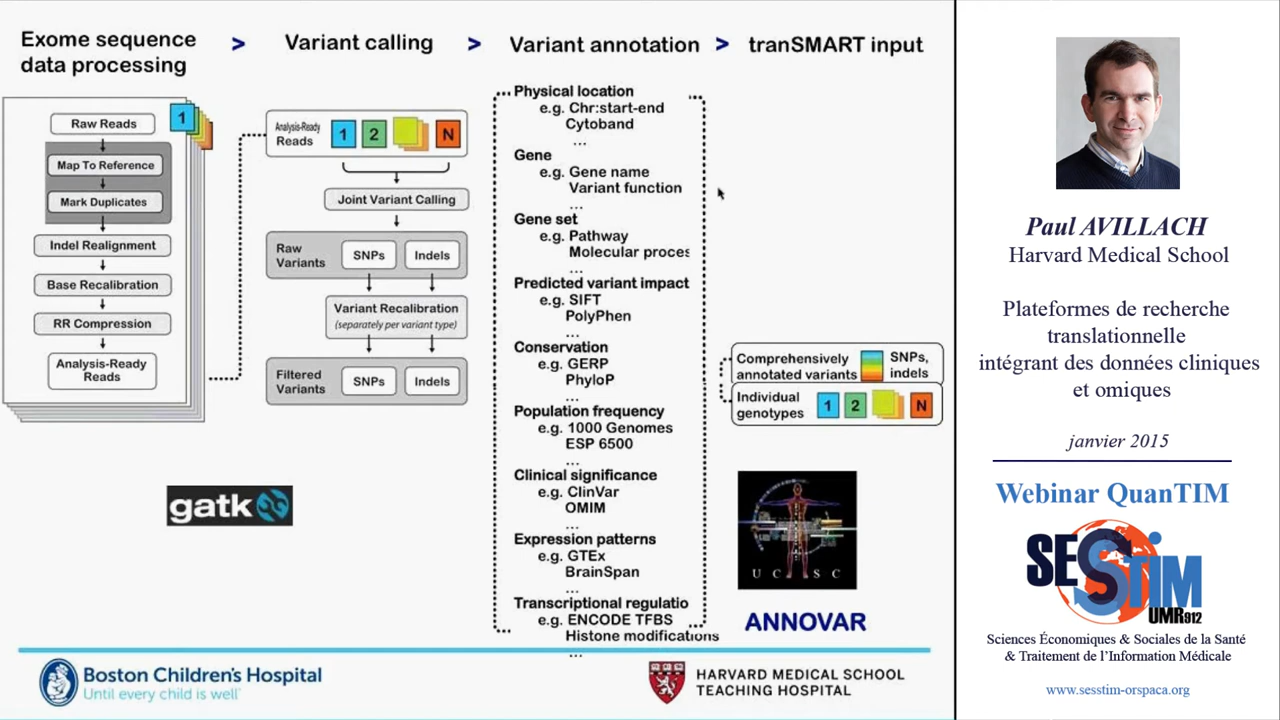 Exome sequence
data processing
>
Variant calling
>
Variant annotation
>
tranSMART input
Raw Reads
Map To Reference
Mark Duplicates
Indel Realignment
Base Recalibration
RR Compression
Analysis-Ready
Reads
1
Analysis-Ready
Reads
1
2
N
Joint Variant Calling
Raw
Variants
SNPs
Indels
Variant Recalibration
(separately per variant type)
Filtered
Variants
SNPs
Indels
gatk
Physical location
e.g. Chr:start-end
Cytoband
...
Gene
e.g. Gene name
Variant function
...
Gene set
e.g. Pathway
Molecular proces
...
Predicted variant impact
e.g. SIFT
PolyPhen
...
Conservation
e.g. GERP
PhyloP
...
Population frequency
e.g. 1000 Genomes
ESP 6500
...
Clinical significance
e.g. ClinVar
OMIM
...
Expression patterns
e.g. GTEx
BrainSpan
...
Transcriptional regulatio
e.g. ENCODE TFBS
Histone modifications
...
Comprehensively
annotated variants
SNPs,
indels
Individual
genotypes
1
2
N
U C S C
ANNOVAR
Boston Children's Hospital
Until every child is well
HARVARD MEDICAL SCHOOL
TEACHING HOSPITAL
Paul AVILLACH
Harvard Medical School
Plateformes de recherche
translationnelle
intégrant des données cliniques
et omiques
janvier 2015
Webinar QuanTIM
SESSTIM
UMR912
Sciences Économiques & Sociales de la Santé
& Traitement de l'Information Médicale
www.sesstim-orspaca.org